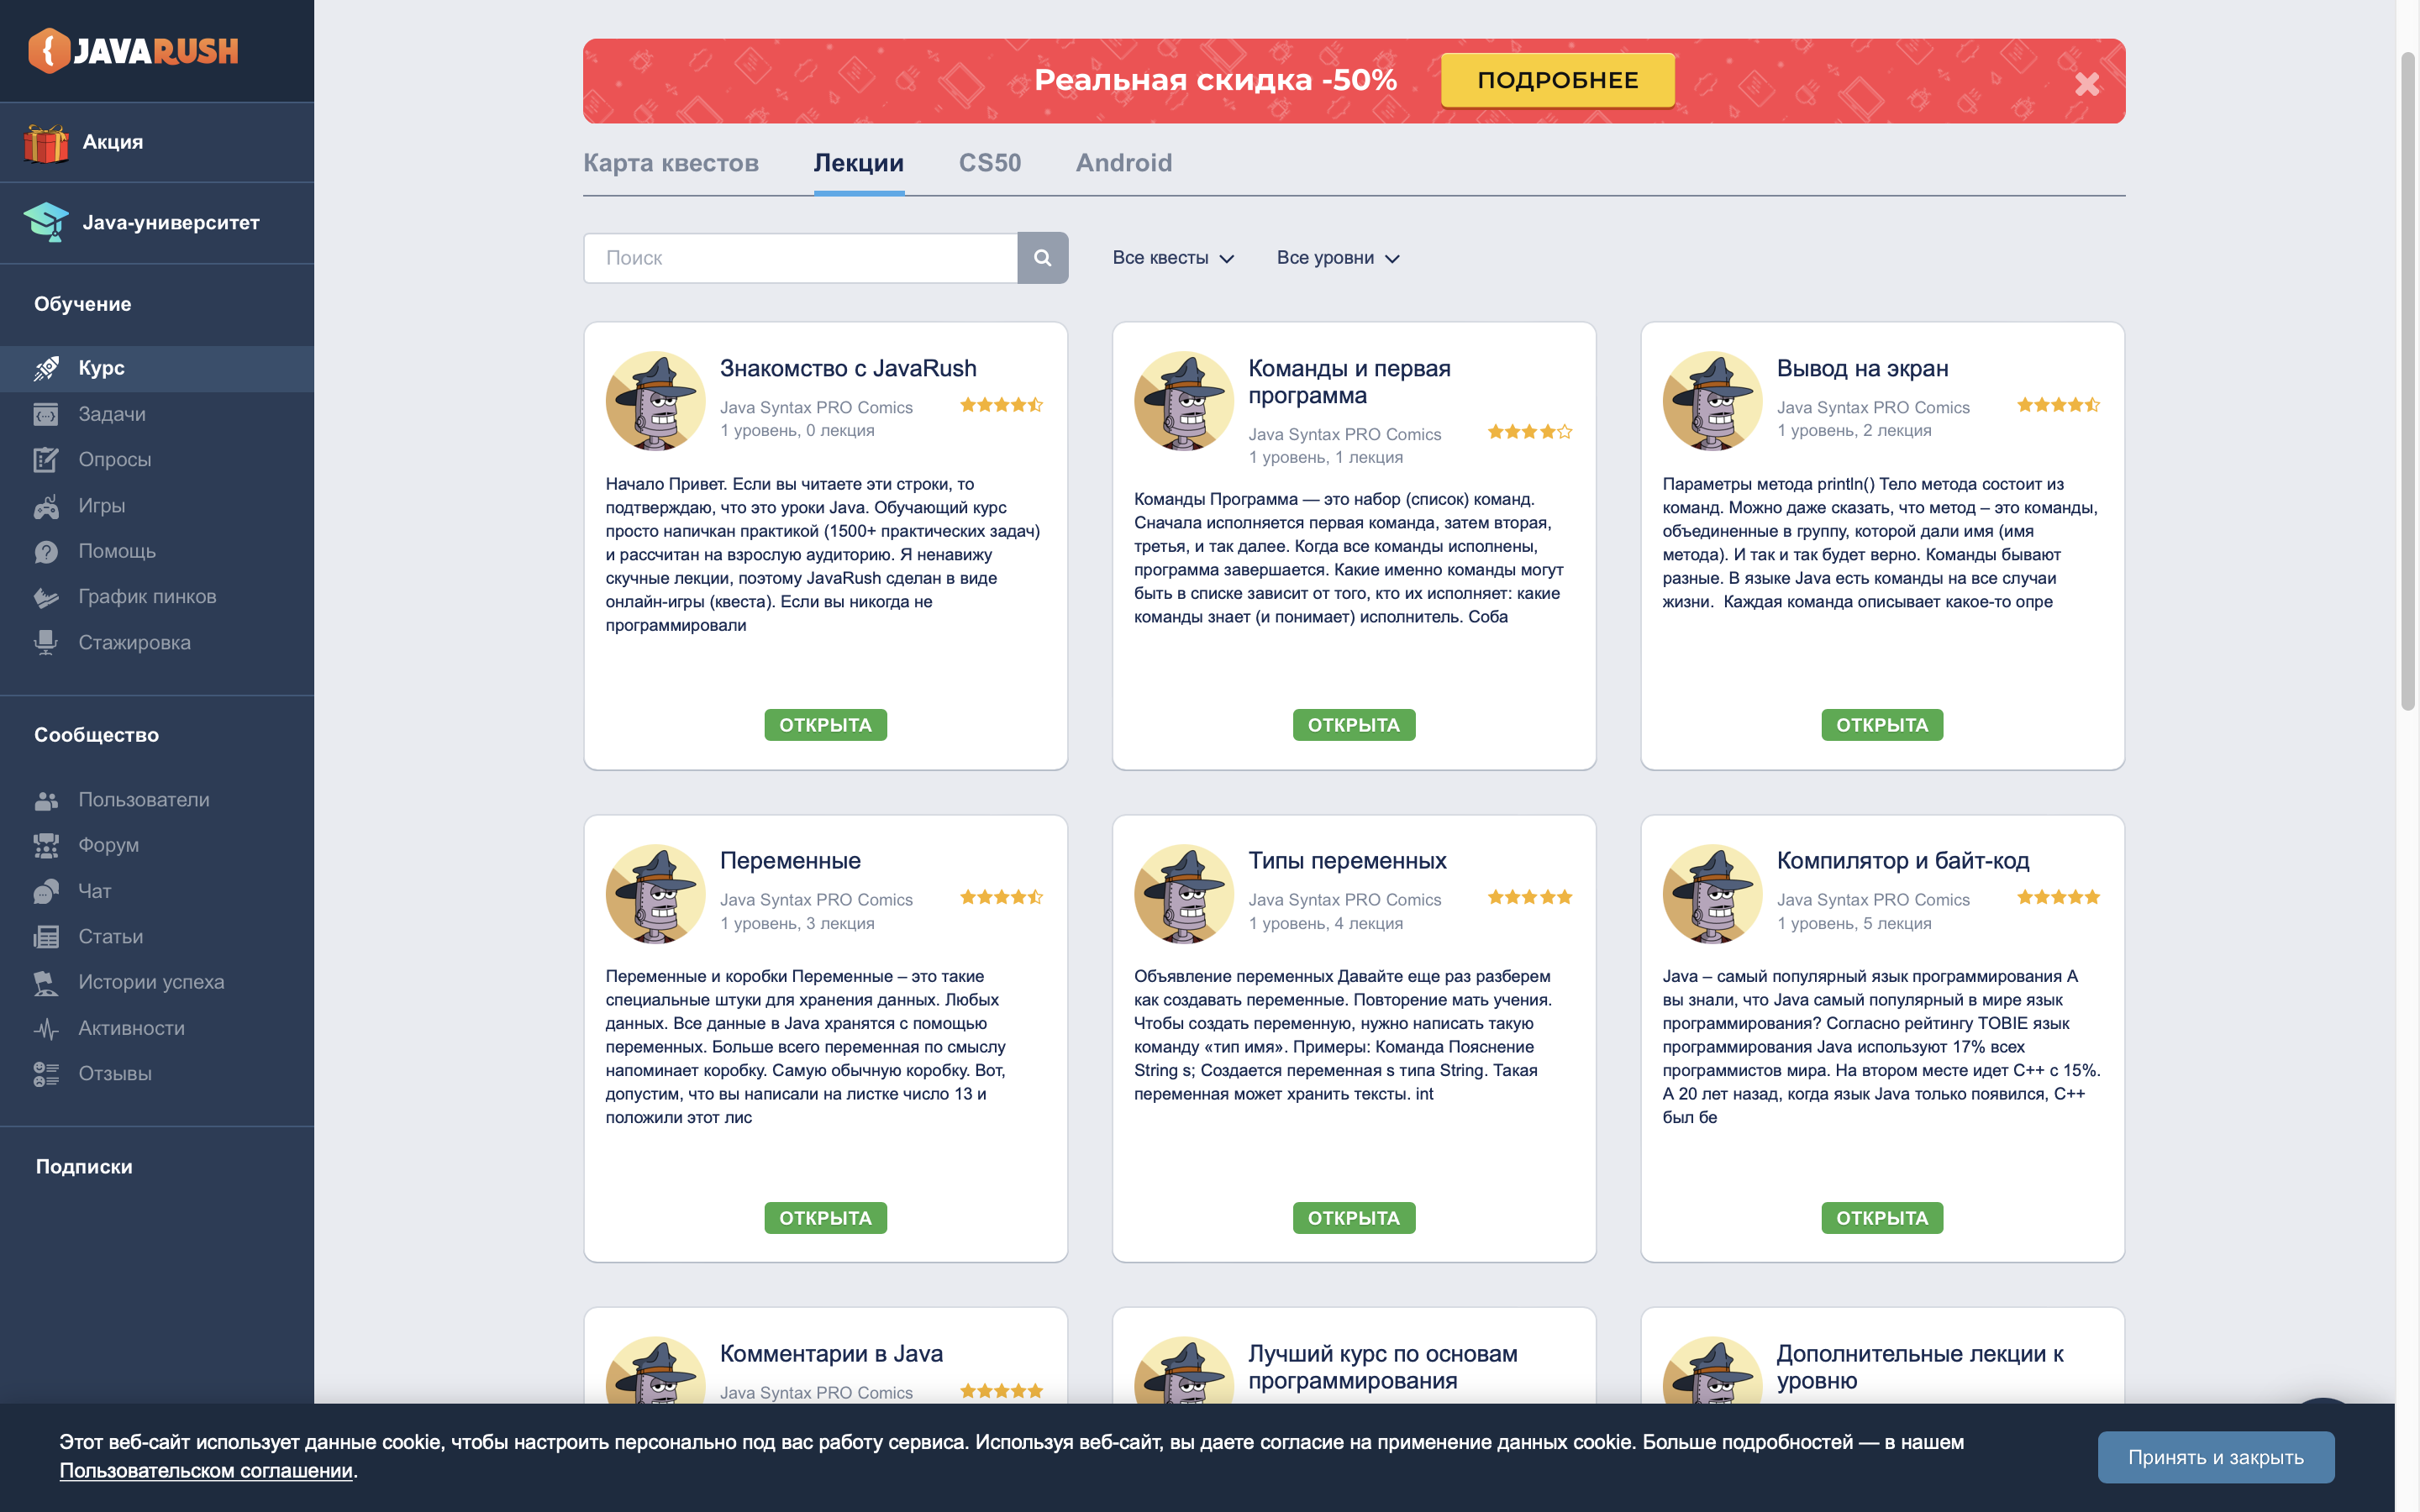 JAVARUSH
Акция
Java-университет
Обучение
Курс
Задачи
Опросы
Игры
Помощь
График пинков
Стажировка
Сообщество
Пользователи
Форум
Чат
Статьи
Истории успеха
Активности
Отзывы
Подписки
Реальная скидка -50%
ПОДРОБНЕЕ
Карта квестов
Лекции
CS50
Android
Поиск
Все квесты
Все уровни
Знакомство с JavaRush
Java Syntax PRO Comics
1 уровень, 0 лекция
Начало Привет. Если вы читаете эти строки, то
подтверждаю, что это уроки Java. Обучающий курс
просто напичкан практикой (1500+ практических задач)
и рассчитан на взрослую аудиторию. Я ненавижу
скучные лекции, поэтому JavaRush сделан в виде
онлайн-игры (квеста). Если вы никогда не
программировали
ОТКРЫТА
Команды и первая
программа
Java Syntax PRO Comics
1 уровень, 1 лекция
Команды Программа — это набор (список) команд.
Сначала исполняется первая команда, затем вторая,
третья, и так далее. Когда все команды исполнены,
программа завершается. Какие именно команды могут
быть в списке зависит от того, кто их исполняет: какие
команды знает (и понимает) исполнитель. Соба
ОТКРЫТА
Вывод на экран
Java Syntax PRO Comics
1 уровень, 2 лекция
Параметры метода println() Тело метода состоит из
команд. Можно даже сказать, что метод – это команды,
объединенные в группу, которой дали имя (имя
метода). И так и так будет верно. Команды бывают
разные. В языке Java есть команды на все случаи
жизни.  Каждая команда описывает какое-то опре
ОТКРЫТА
Переменные
Java Syntax PRO Comics
1 уровень, 3 лекция
Переменные и коробки Переменные – это такие
специальные штуки для хранения данных. Любых
данных. Все данные в Java хранятся с помощью
переменных. Больше всего переменная по смыслу
напоминает коробку. Самую обычную коробку. Вот,
допустим, что вы написали на листке число 13 и
положили этот лис
ОТКРЫТА
Типы переменных
Java Syntax PRO Comics
1 уровень, 4 лекция
Объявление переменных Давайте еще раз разберем
как создавать переменные. Повторение мать учения.
Чтобы создать переменную, нужно написать такую
команду «тип имя». Примеры: Команда Пояснение
String s; Создается переменная s типа String. Такая
переменная может хранить тексты. int
ОТКРЫТА
Компилятор и байт-код
Java Syntax PRO Comics
1 уровень, 5 лекция
Java – самый популярный язык программирования А
вы знали, что Java самый популярный в мире язык
программирования? Согласно рейтингу TOBIE язык
программирования Java используют 17% всех
программистов мира. На втором месте идет C++ с 15%.
А 20 лет назад, когда язык Java только появился, C++
был бе
ОТКРЫТА
Комментарии в Java
Java Syntax PRO Comics
Лучший курс по основам
программирования
Дополнительные лекции к
уровню
Этот веб-сайт использует данные cookie, чтобы настроить персонально под вас работу сервиса. Используя веб-сайт, вы даете согласие на применение данных cookie. Больше подробностей — в нашем
Пользовательском соглашении.
Принять и закрыть